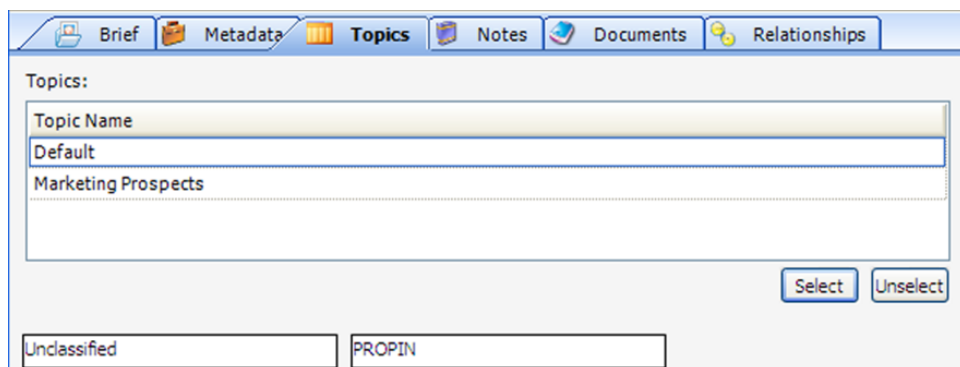 Brief Metadata Topics Notes Documents Relationships
Topics:
Topic Name
Default
Marketing Prospects
Select Unselect
Unclassified PROPIN